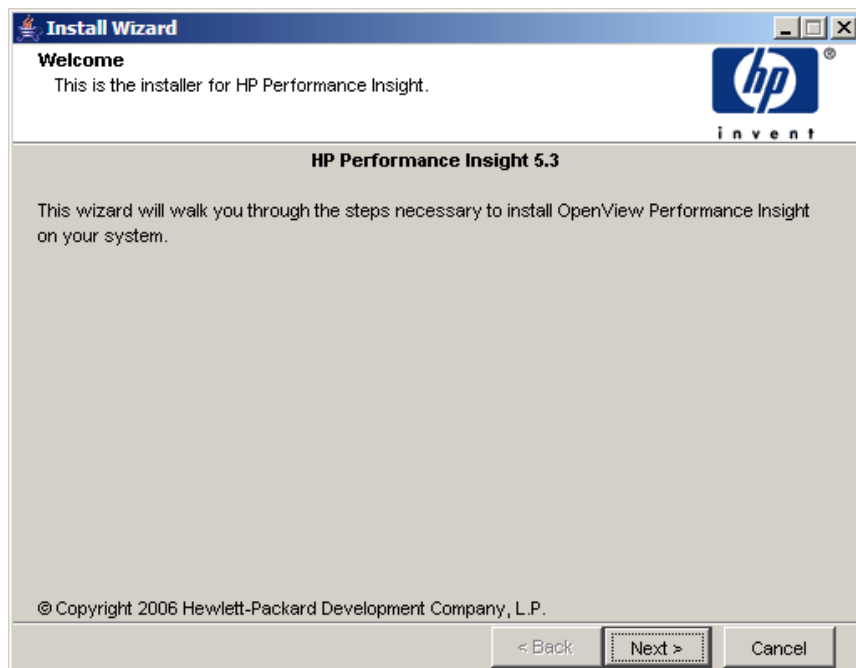 Install Wizard
Welcome
This is the installer for HP Performance Insight.
hp
®
invent
HP Performance Insight 5.3
This wizard will walk you through the steps necessary to install OpenView Performance Insight
on your system.
© Copyright 2006 Hewlett-Packard Development Company, L.P.
< Back
Next >
Cancel